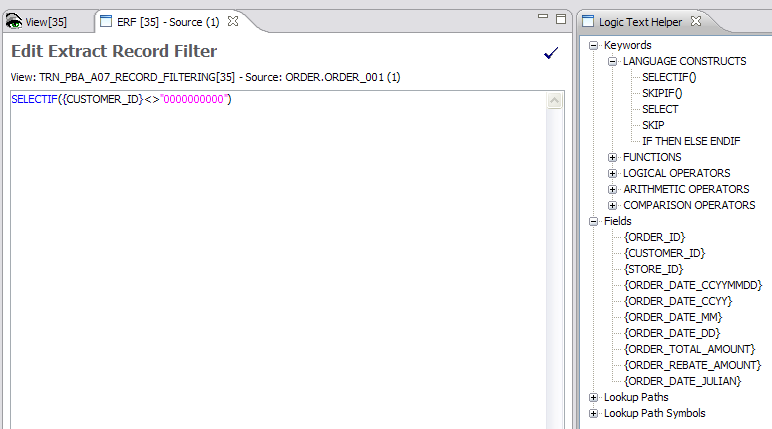 View[35]
ERF [35] - Source (1)
Edit Extract Record Filter
View: TRN_PBA_A07_RECORD_FILTERING[35] - Source: ORDER.ORDER_001 (1)
SELECTIF({CUSTOMER_ID}<>"0000000000")
Logic Text Helper
Keywords
LANGUAGE CONSTRUCTS
SELECTIF()
SKIPIF()
SELECT
SKIP
IF THEN ELSE ENDIF
FUNCTIONS
LOGICAL OPERATORS
ARITHMETIC OPERATORS
COMPARISON OPERATORS
Fields
{ORDER_ID}
{CUSTOMER_ID}
{STORE_ID}
{ORDER_DATE_CCYYMMDD}
{ORDER_DATE_CCYY}
{ORDER_DATE_MM}
{ORDER_DATE_DD}
{ORDER_TOTAL_AMOUNT}
{ORDER_REBATE_AMOUNT}
{ORDER_DATE_JULIAN}
Lookup Paths
Lookup Path Symbols